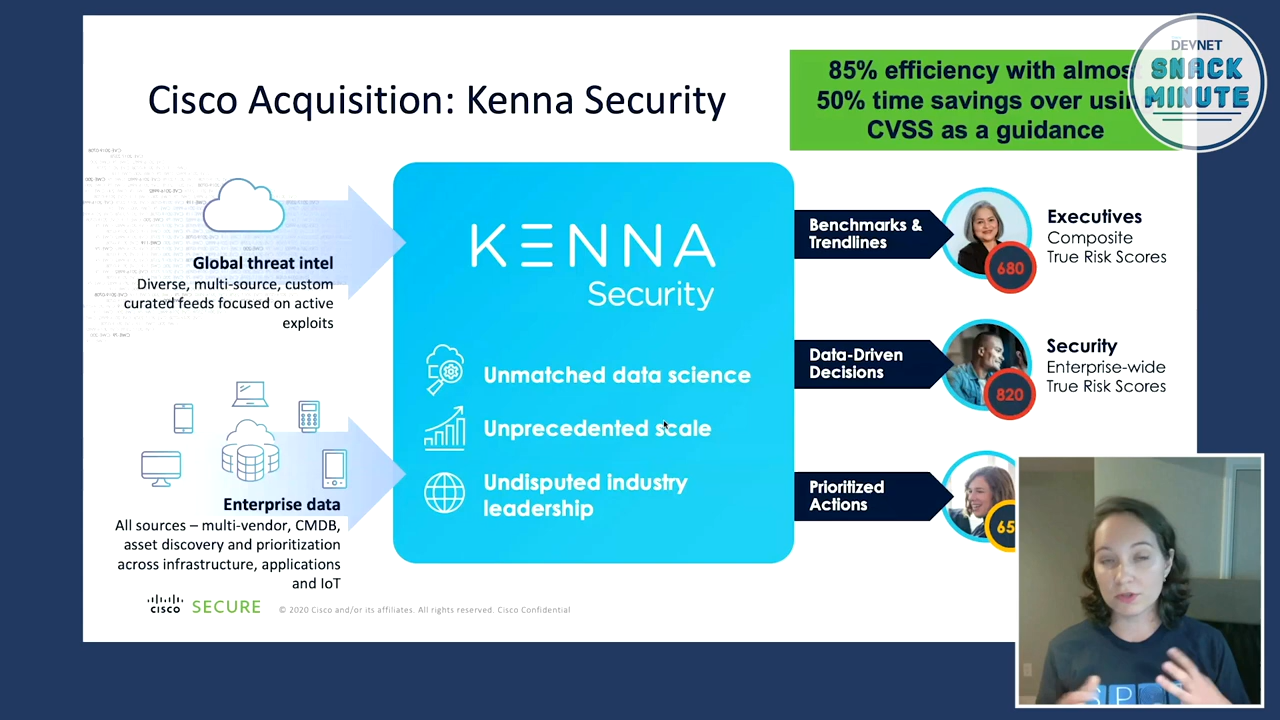 Cisco Acquisition: Kenna Security
85% efficiency with almos
50% time savings over usin
CVSS as a guidance
DEVNET
SNACK
MINUTE
Global threat intel
Diverse, multi-source, custom
curated feeds focused on active
exploits
Enterprise data
All sources – multi-vendor, CMDB,
asset discovery and prioritization
across infrastructure, applications
and IoT
KENNA
Security
Unmatched data science
Unprecedented scale
Undisputed industry
leadership
Benchmarks &
Trendlines
680
Executives
Composite
True Risk Scores
Data-Driven
Decisions
820
Security
Enterprise-wide
True Risk Scores
Prioritized
Actions
65
CISCO SECURE
© 2020 Cisco and/or its affiliates. All rights reserved. Cisco Confidential